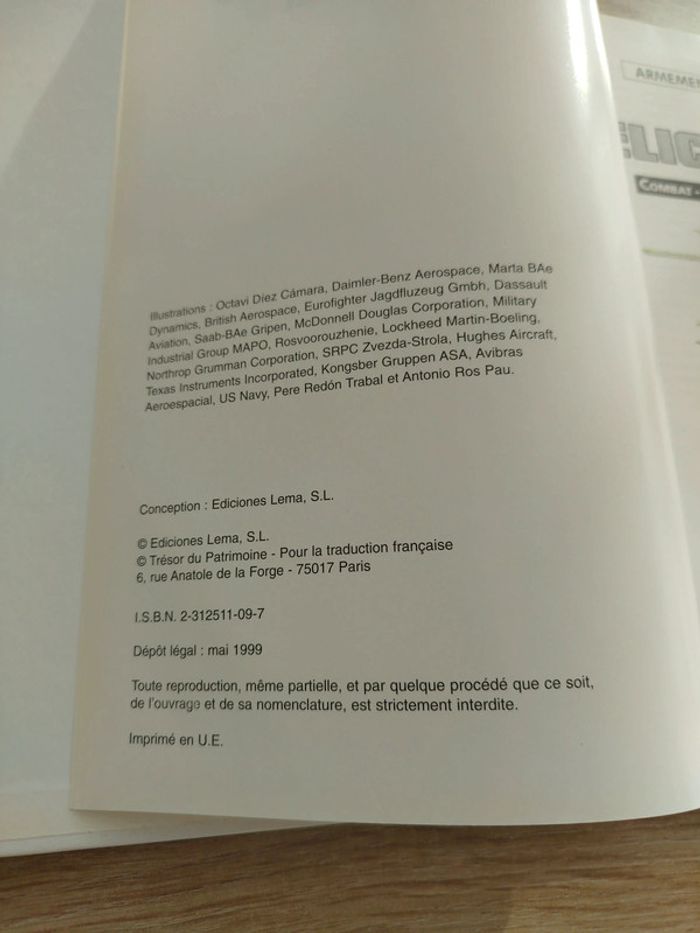 Illustrations : Octavi Díez Cámara, Daimler-Benz Aerospace, Marta BAe
Dynamics, British Aerospace, Eurofighter Jagdfluzeug Gmbh, Dassault
Aviation, Saab-BAe Gripen, McDonnell Douglas Corporation, Military
Industrial Group MAPO, Rosvoorouzhenie, Lockheed Martin-Boeling,
Northrop Grumman Corporation, SRPC Zvezda-Strola, Hughes Aircraft,
Texas Instruments Incorporated, Kongsber Gruppen ASA, Avibras
Aeroespacial, US Navy, Pere Redón Trabal et Antonio Ros Pau.
Conception : Ediciones Lema, S.L.
© Ediciones Lema, S.L.
© Trésor du Patrimoine - Pour la traduction française
6, rue Anatole de la Forge - 75017 Paris
I.S.B.N. 2-312511-09-7
Dépôt légal : mai 1999
Toute reproduction, même partielle, et par quelque procédé que ce soit,
de l'ouvrage et de sa nomenclature, est strictement interdite.
Imprimé en U.E.
COMBAT -